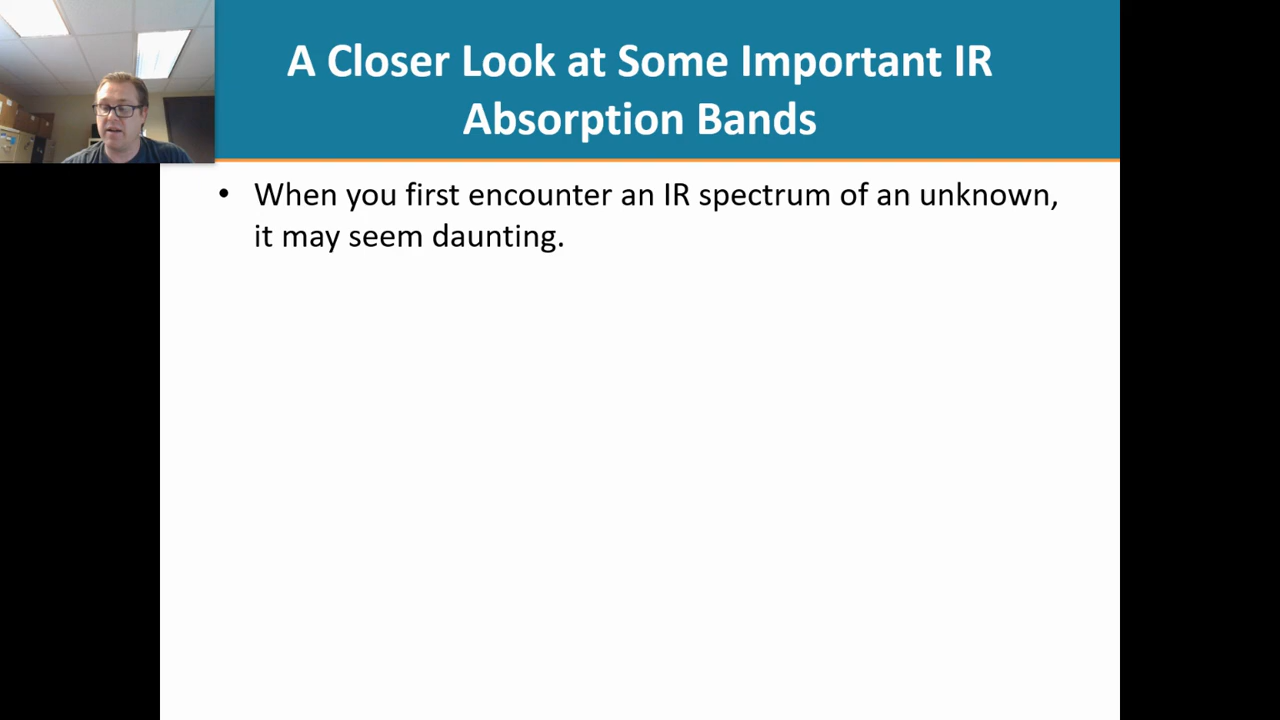 A Closer Look at Some Important IR
Absorption Bands
• When you first encounter an IR spectrum of an unknown,
it may seem daunting.